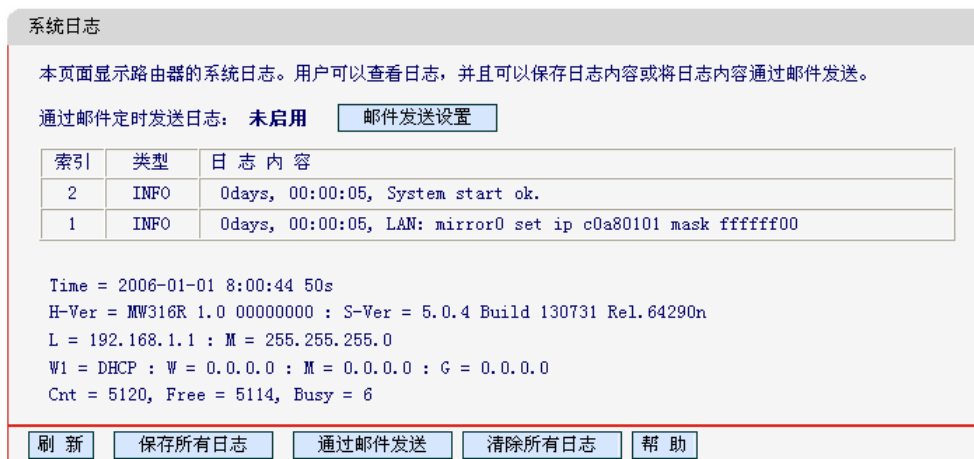 系统日志
本页面显示路由器的系统日志。用户可以查看日志，并且可以保存日志内容或将日志内容通过邮件发送。
通过邮件定时发送日志： 未启用 邮件发送设置
索引 类型 日 志 内 容
2 INFO 0days, 00:00:05, System start ok.
1 INFO 0days, 00:00:05, LAN: mirror0 set ip c0a80101 mask ffffff00
Time = 2006-01-01 8:00:44 50s
H-Ver = MW316R 1.0 00000000 : S-Ver = 5.0.4 Build 130731 Rel.64290n
L = 192.168.1.1 : M = 255.255.255.0
W1 = DHCP : W = 0.0.0.0 : M = 0.0.0.0 : G = 0.0.0.0
Cnt = 5120, Free = 5114, Busy = 6
刷 新 保存所有日志 通过邮件发送 清除所有日志 帮 助